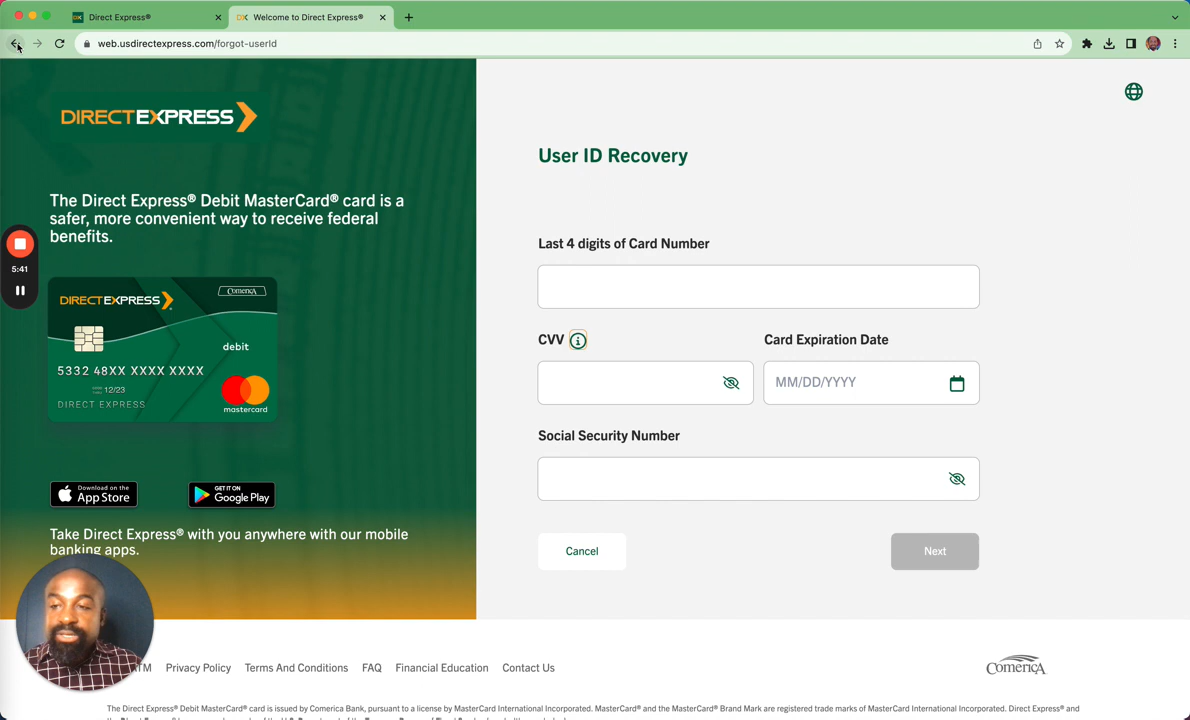 Direct Express®
Welcome to Direct Express®
web.usdirectexpress.com/forgot-userId
DIRECTEXPRESS
The Direct Express® Debit MasterCard® card is a
safer, more convenient way to receive federal
benefits.
5:41
DIRECTEXPRESS
Comerica
debit
5332 48XX XXXX XXXX
12/23
DIRECT EXPRESS
mastercard
Download on the
App Store
GET IT ON
Google Play
Take Direct Express® with you anywhere with our mobile
banking apps.
User ID Recovery
Last 4 digits of Card Number
CVV
Card Expiration Date
MM/DD/YYYY
Social Security Number
Cancel
Next
ATM Privacy Policy Terms And Conditions FAQ Financial Education Contact Us
Comerica
The Direct Express® Debit MasterCard® card is issued by Comerica Bank, pursuant to a license by MasterCard International Incorporated. MasterCard® and the MasterCard® Brand Mark are registered trade marks of MasterCard International Incorporated. Direct Express® and